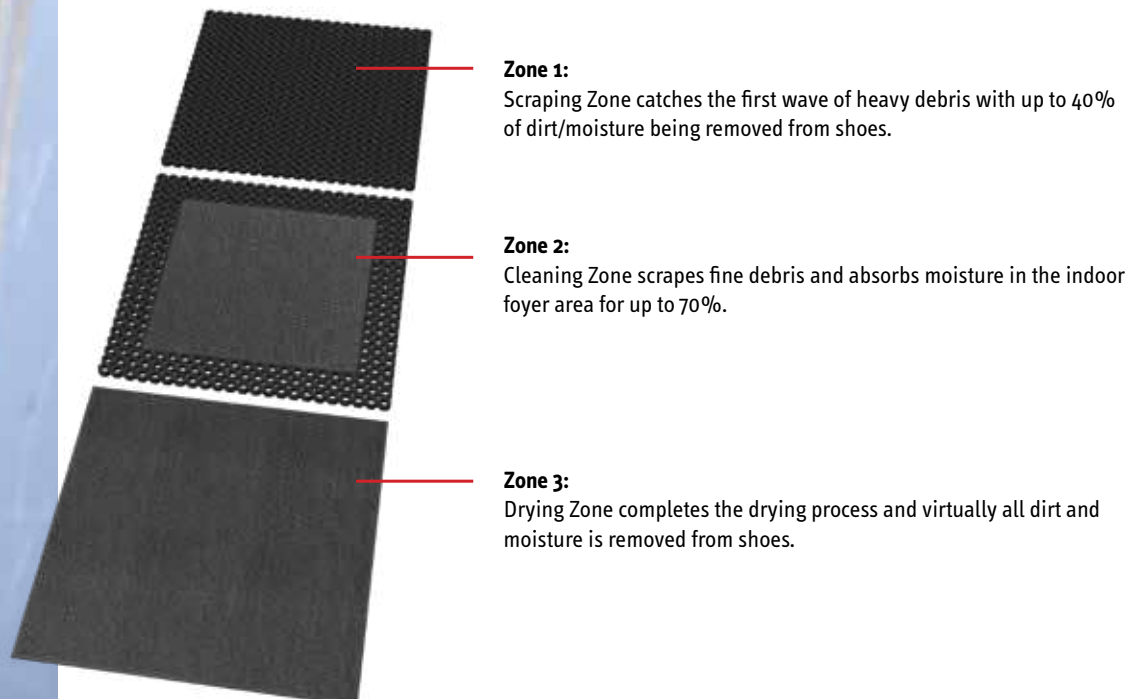 Zone 1:
Scraping Zone catches the first wave of heavy debris with up to 40%
of dirt/moisture being removed from shoes.
Zone 2:
Cleaning Zone scrapes fine debris and absorbs moisture in the indoor
foyer area for up to 70%.
Zone 3:
Drying Zone completes the drying process and virtually all dirt and
moisture is removed from shoes.